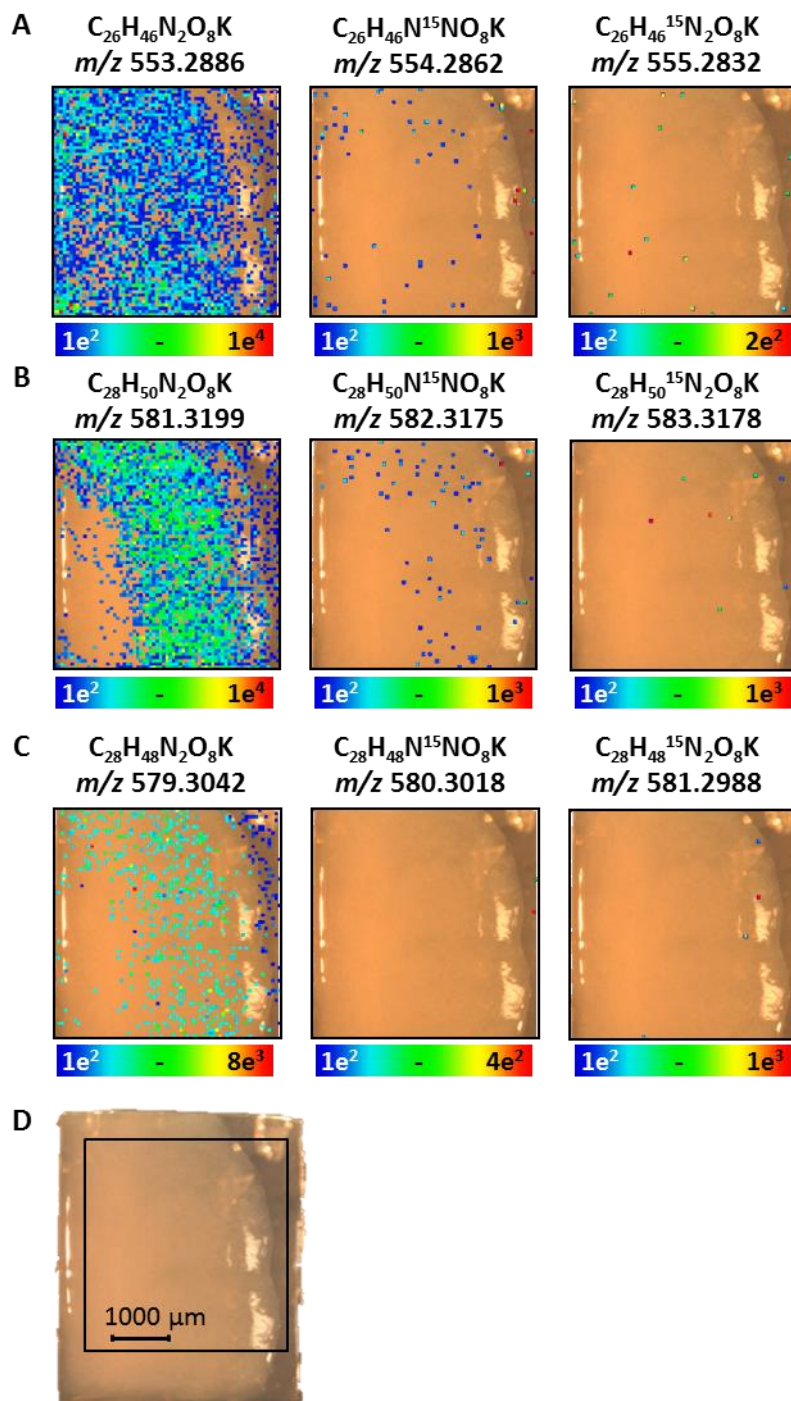 A
C₂₆H₄₆N₂O₈K
m/z 553.2886
C₂₆H₄₆N¹⁵NO₈K
m/z 554.2862
C₂₆H₄₆¹⁵N₂O₈K
m/z 555.2832
1e² - 1e⁴
1e² - 1e³
1e² - 2e²
B
C₂₈H₅₀N₂O₈K
m/z 581.3199
C₂₈H₅₀N¹⁵NO₈K
m/z 582.3175
C₂₈H₅₀¹⁵N₂O₈K
m/z 583.3178
1e² - 1e⁴
1e² - 1e³
1e² - 1e³
C
C₂₈H₄₈N₂O₈K
m/z 579.3042
C₂₈H₄₈N¹⁵NO₈K
m/z 580.3018
C₂₈H₄₈¹⁵N₂O₈K
m/z 581.2988
1e² - 8e³
1e² - 4e²
1e² - 1e³
D
1000 µm